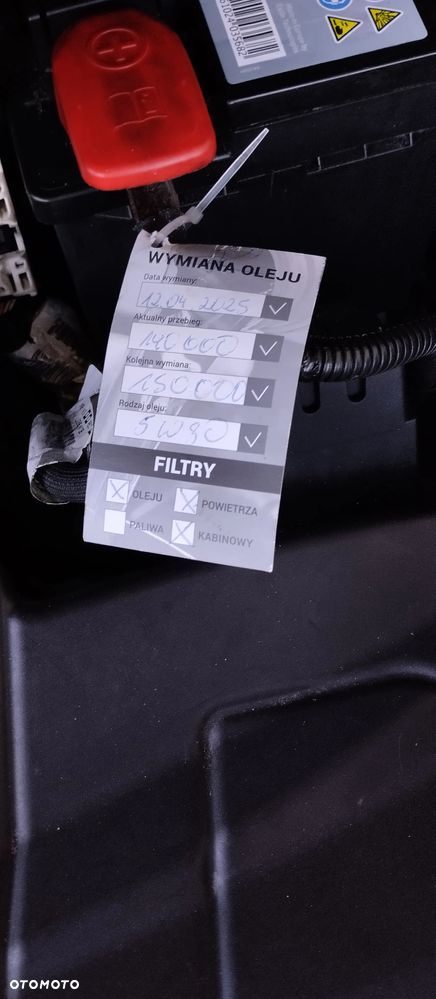 61024035682
WYMIANA OLEJU
Data wymiany:
12.04 2025
Aktualny przebieg:
140 000
Kolejna wymiana:
150 000
Rodzaj oleju:
FILTRY
OLEJU POWIETRZA
PALIWA KABINOWY
OTOMOTO